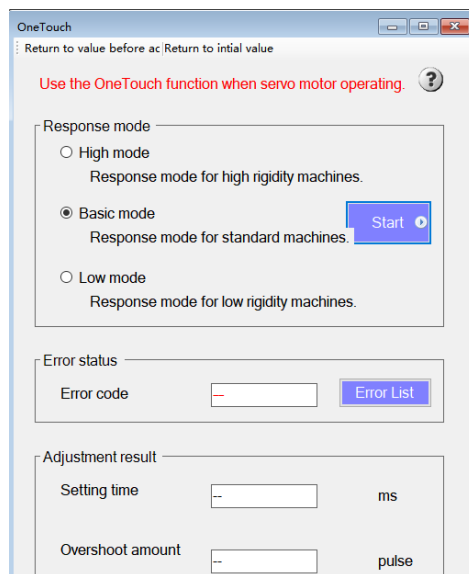 OneTouch
Return to value before ac Return to intial value
Use the OneTouch function when servo motor operating. ?
Response mode
High mode
Response mode for high rigidity machines.
Basic mode
Start
Response mode for standard machines.
Low mode
Response mode for low rigidity machines.
Error status
Error code -- Error List
Adjustment result
Setting time -- ms
Overshoot amount -- pulse